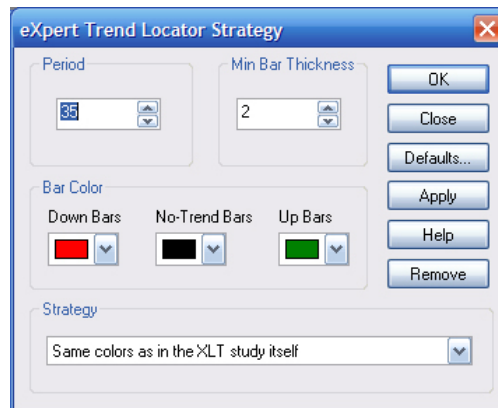 eXpert Trend Locator Strategy
Period
Min Bar Thickness
35
2
OK
Close
Defaults...
Apply
Help
Remove
Bar Color
Down Bars No-Trend Bars Up Bars
Strategy
Same colors as in the XLT study itself